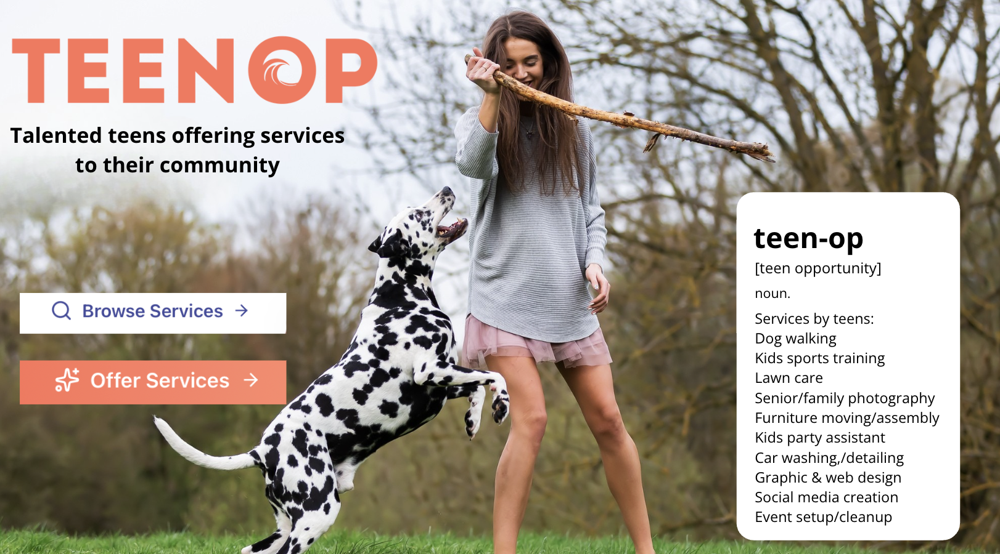 TEENOP
Talented teens offering services
to their community
Browse Services
Offer Services
teen-op
[teen opportunity]
noun.
Services by teens:
Dog walking
Kids sports training
Lawn care
Senior/family photography
Furniture moving/assembly
Kids party assistant
Car washing,/detailing
Graphic & web design
Social media creation
Event setup/cleanup